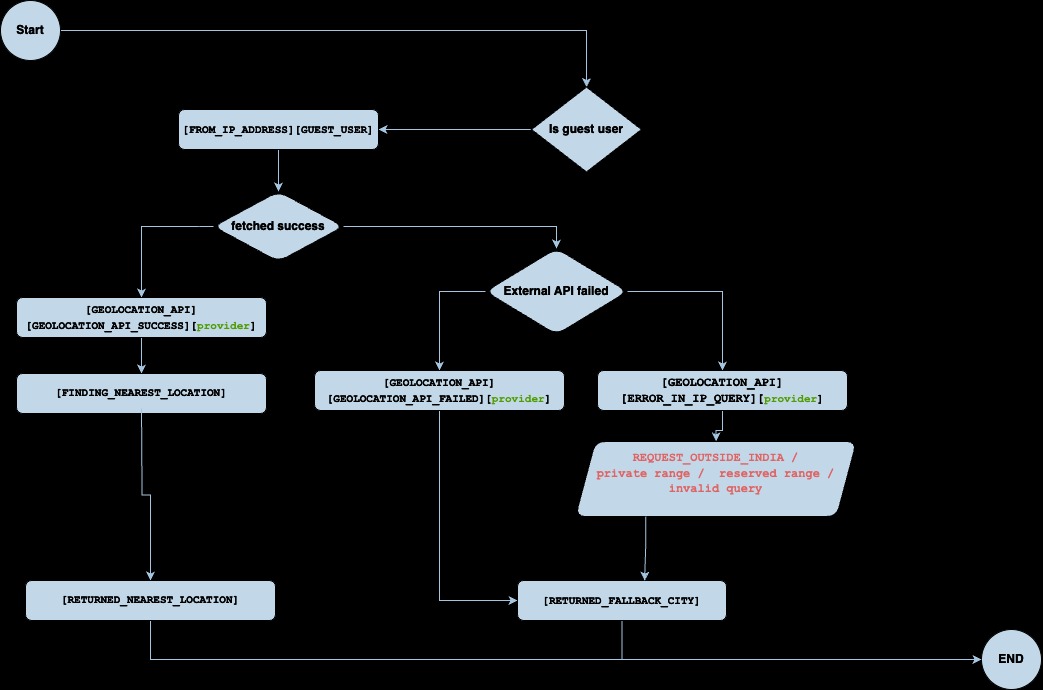 Start
Is guest user
[FROM_IP_ADDRESS][GUEST_USER]
fetched success
External API failed
[GEOLOCATION_API]
[GEOLOCATION_API_SUCCESS][provider]
[FINDING_NEAREST_LOCATION]
[GEOLOCATION_API]
[GEOLOCATION_API_FAILED][provider]
[GEOLOCATION_API]
[ERROR_IN_IP_QUERY][provider]
REQUEST_OUTSIDE_INDIA /
private range / reserved range /
invalid query
[RETURNED_NEAREST_LOCATION]
[RETURNED_FALLBACK_CITY]
END